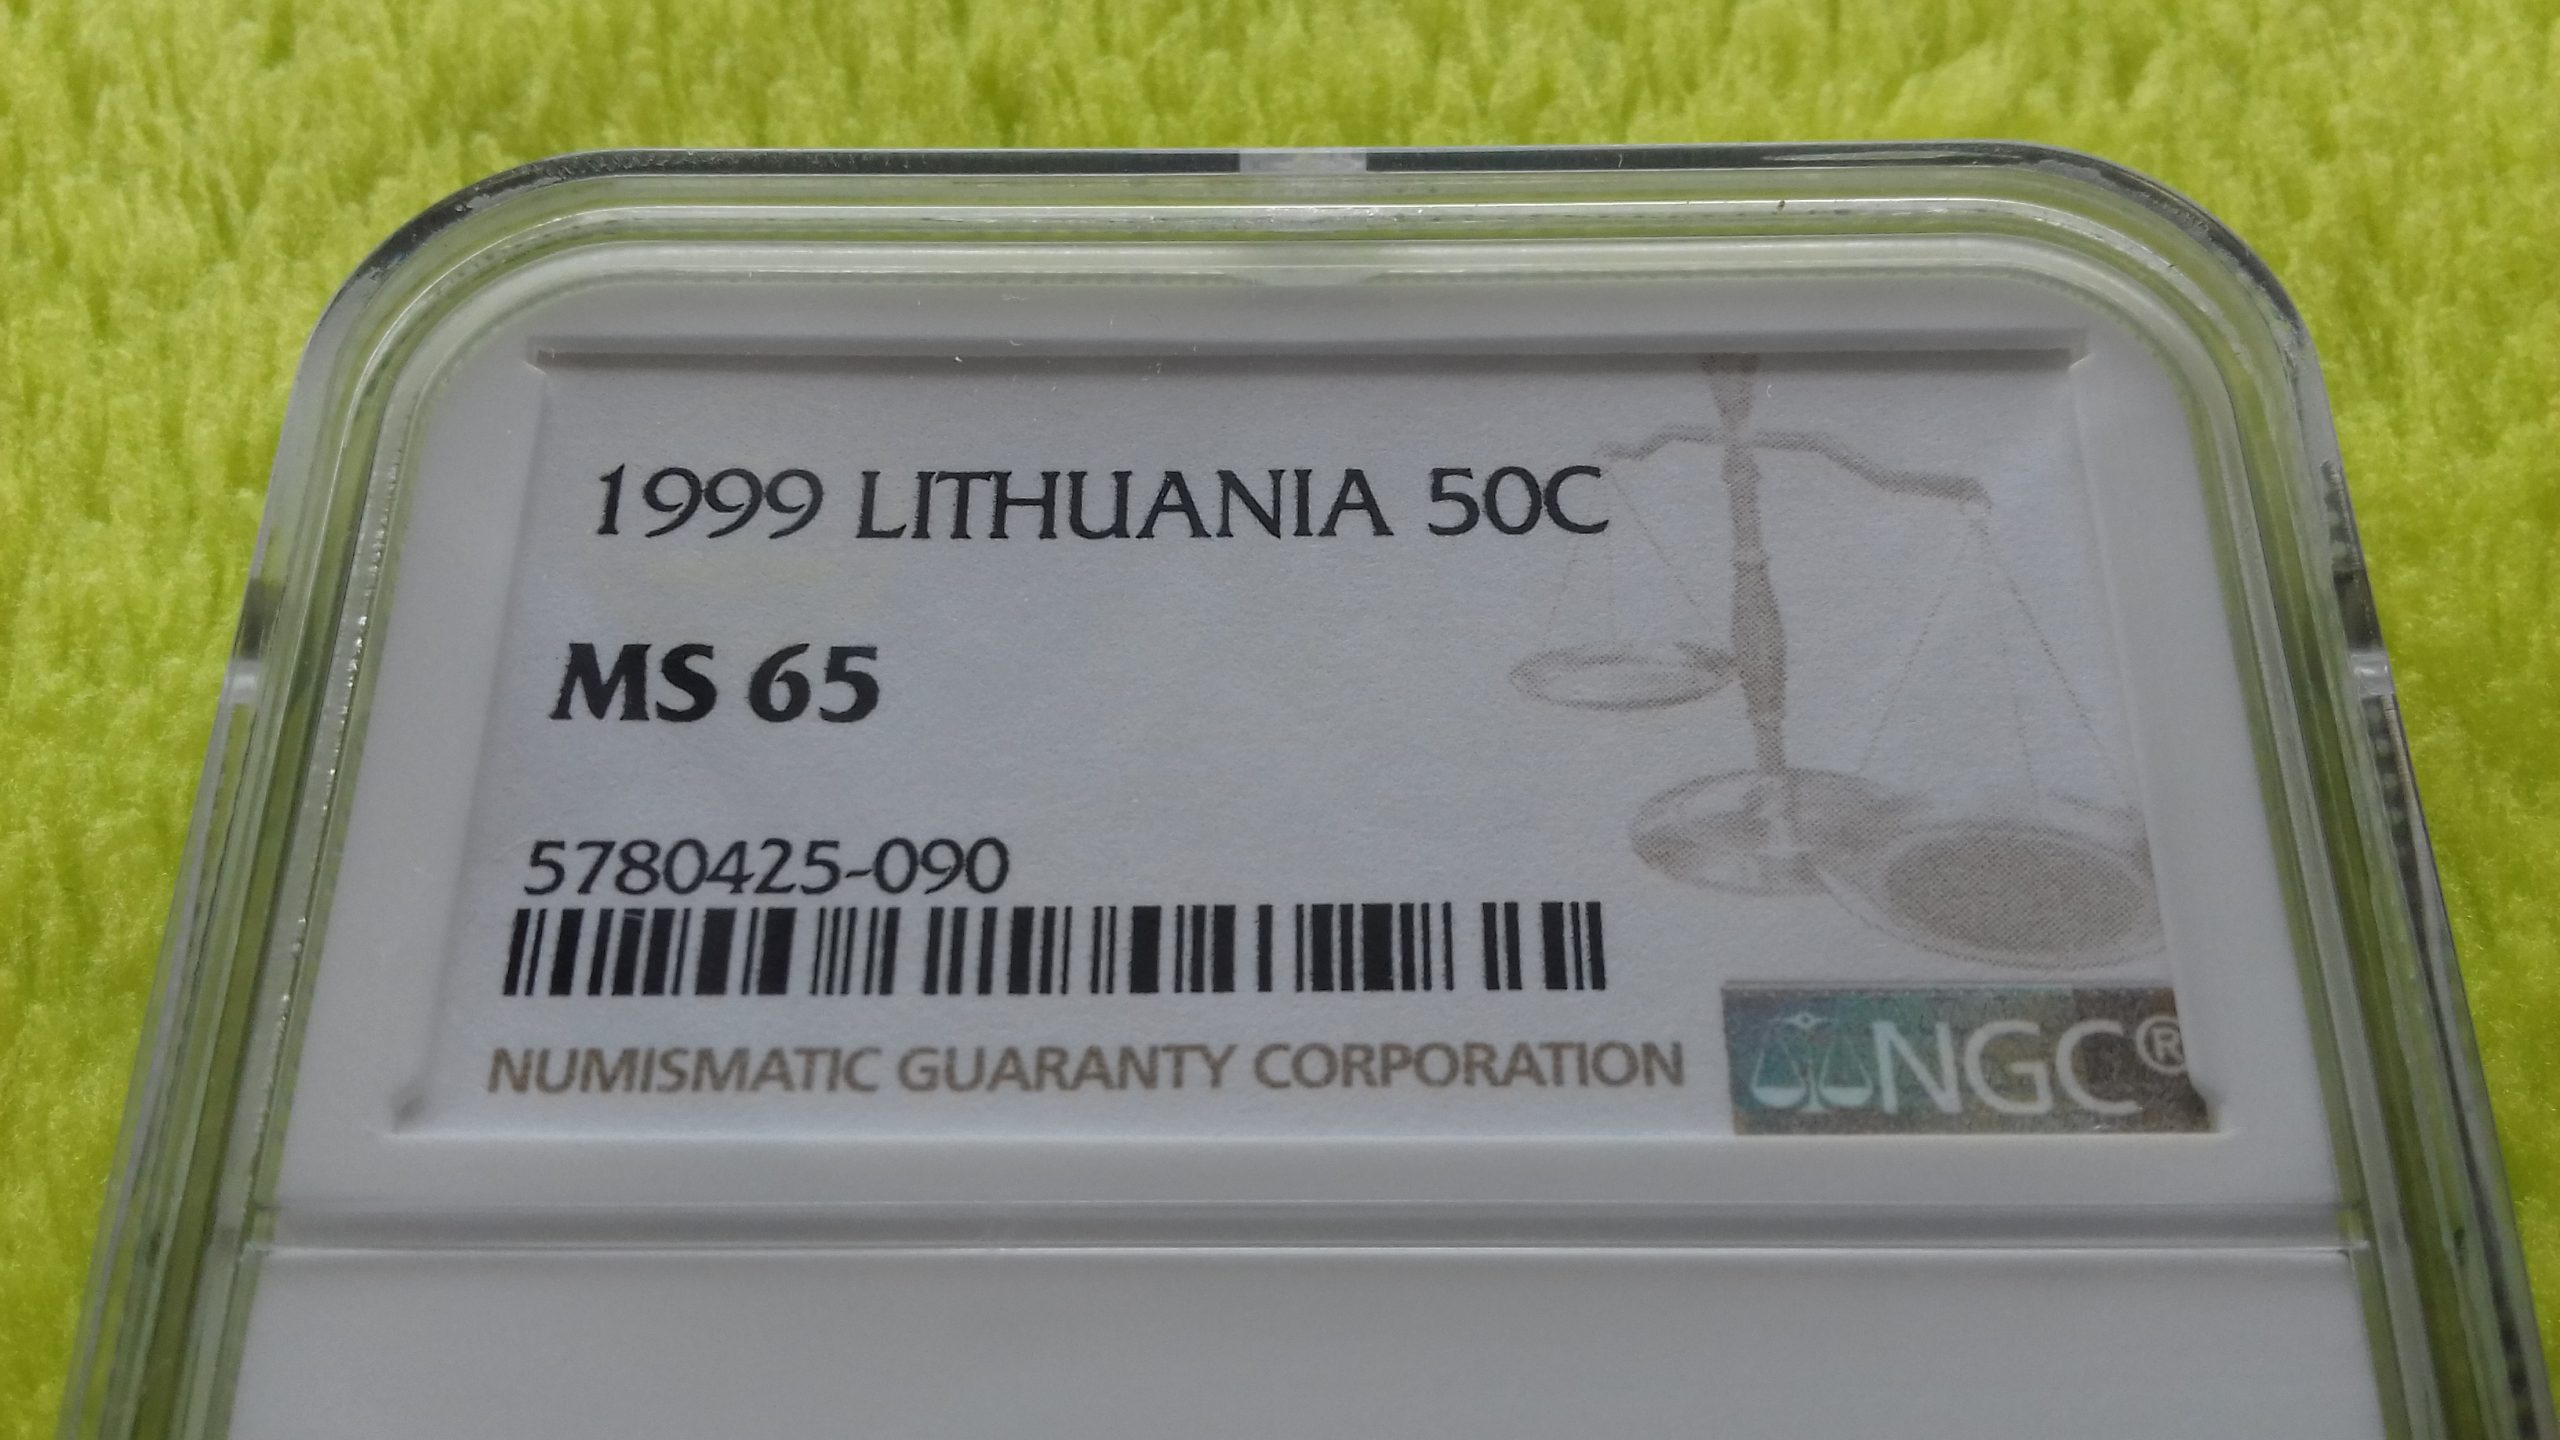 1999 LITHUANIA 50C
MS 65
5780425-090
NUMISMATIC GUARANTY CORPORATION
NGC®